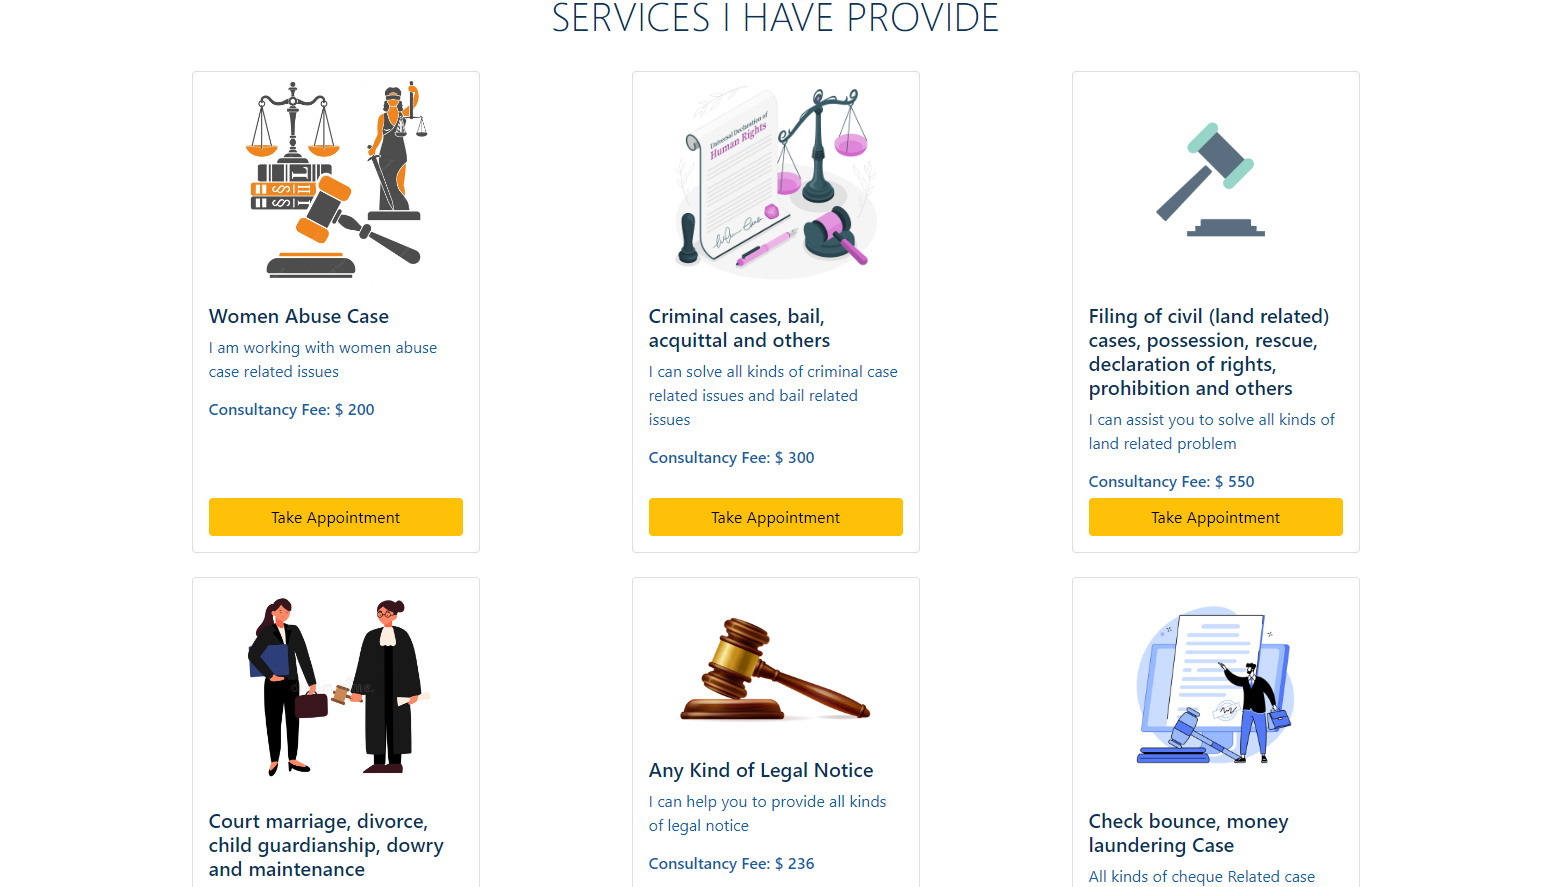 SERVICES I HAVE PROVIDE
Women Abuse Case
I am working with women abuse
case related issues
Consultancy Fee: $ 200
Take Appointment
Universal Declaration of
Human Rights
Criminal cases, bail,
acquittal and others
I can solve all kinds of criminal case
related issues and bail related
issues
Consultancy Fee: $ 300
Take Appointment
Filing of civil (land related)
cases, possession, rescue,
declaration of rights,
prohibition and others
I can assist you to solve all kinds of
land related problem
Consultancy Fee: $ 550
Take Appointment
Court marriage, divorce,
child guardianship, dowry
and maintenance
Any Kind of Legal Notice
I can help you to provide all kinds
of legal notice
Consultancy Fee: $ 236
Check bounce, money
laundering Case
All kinds of cheque Related case